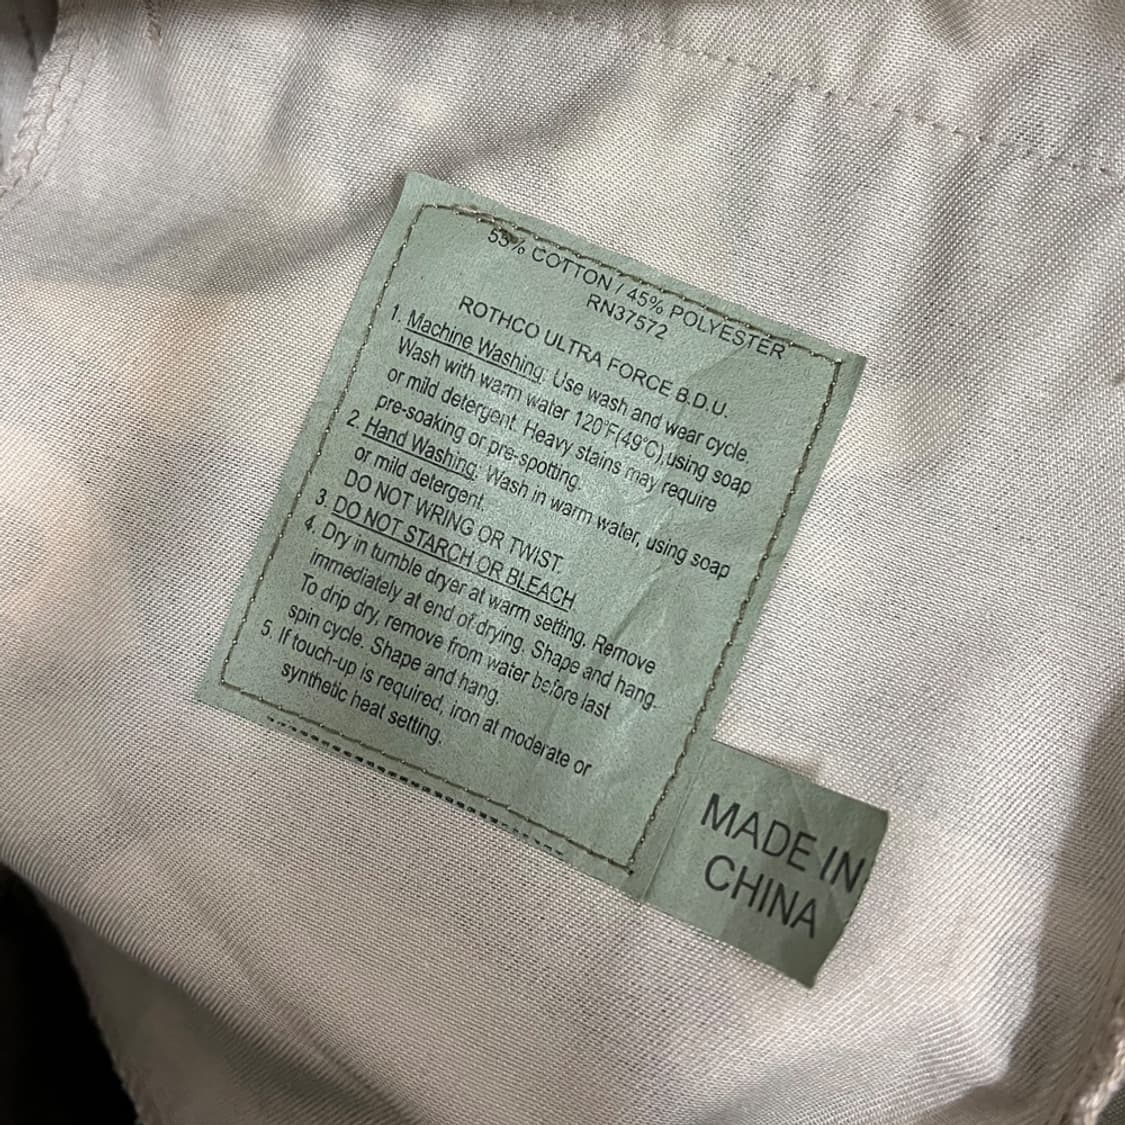 55% COTTON / 45% POLYESTER
RN37572
ROTHCO ULTRA FORCE B.D.U.
1. Machine Washing: Use wash and wear cycle.
Wash with warm water 120°F(49°C),using soap
or mild detergent. Heavy stains may require
pre-soaking or pre-spotting.
2. Hand Washing: Wash in warm water, using soap
or mild detergent.
DO NOT WRING OR TWIST.
3. DO NOT STARCH OR BLEACH.
4. Dry in tumble dryer at warm setting. Remove
immediately at end of drying. Shape and hang.
To drip dry, remove from water before last
spin cycle. Shape and hang.
5. If touch-up is required, iron at moderate or
synthetic heat setting.
MADE IN
CHINA